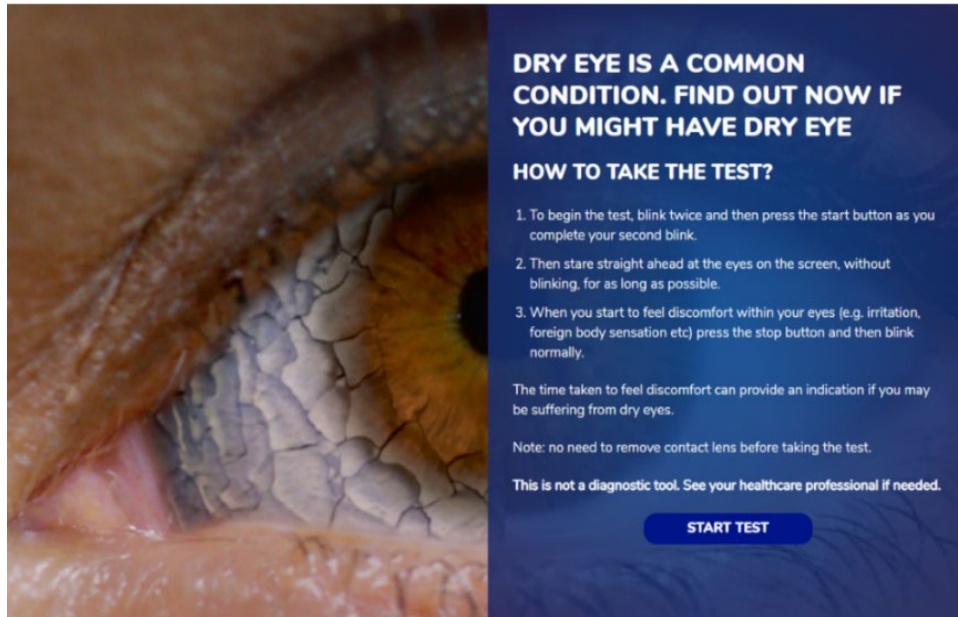 DRY EYE IS A COMMON
CONDITION. FIND OUT NOW IF
YOU MIGHT HAVE DRY EYE
HOW TO TAKE THE TEST?
1. To begin the test, blink twice and then press the start button as you
complete your second blink.
2. Then stare straight ahead at the eyes on the screen, without
blinking, for as long as possible.
3. When you start to feel discomfort within your eyes (e.g. irritation,
foreign body sensation etc) press the stop button and then blink
normally.
The time taken to feel discomfort can provide an indication if you may
be suffering from dry eyes.
Note: no need to remove contact lens before taking the test.
This is not a diagnostic tool. See your healthcare professional if needed.
START TEST